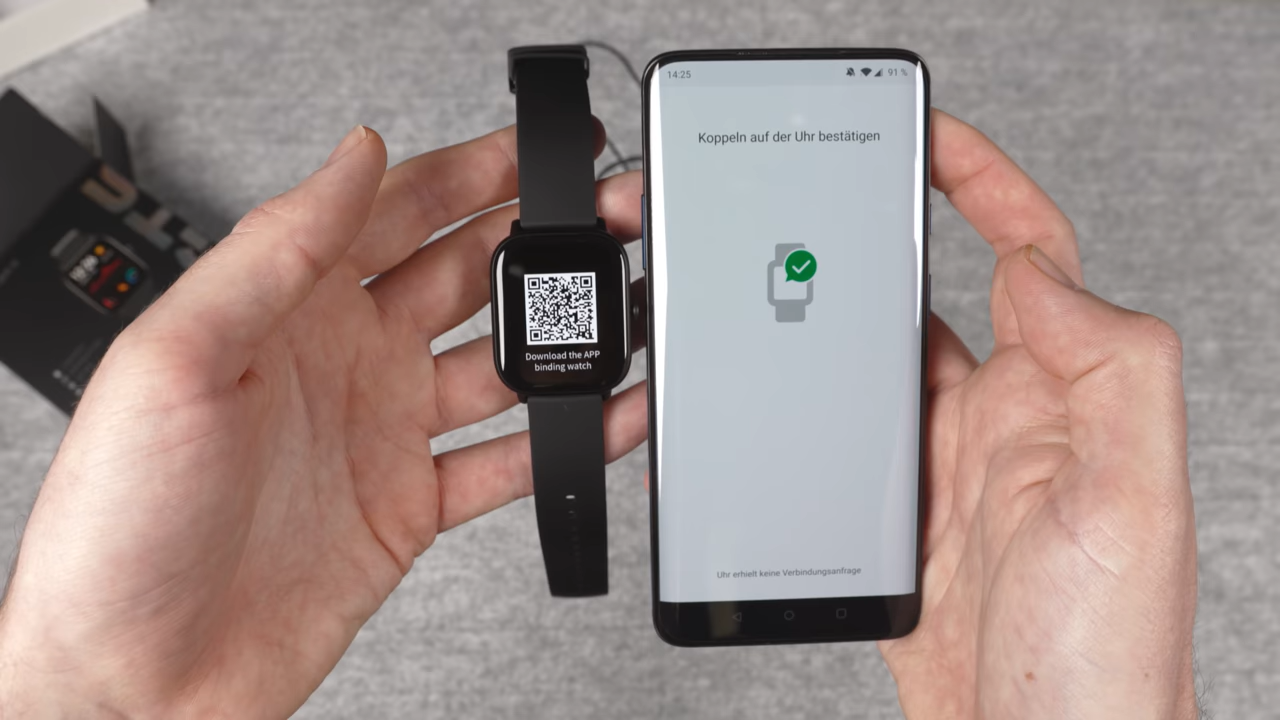 14:25
91 %
Koppeln auf der Uhr bestätigen
Download the APP
binding watch
Uhr erhielt keine Verbindungsanfrage